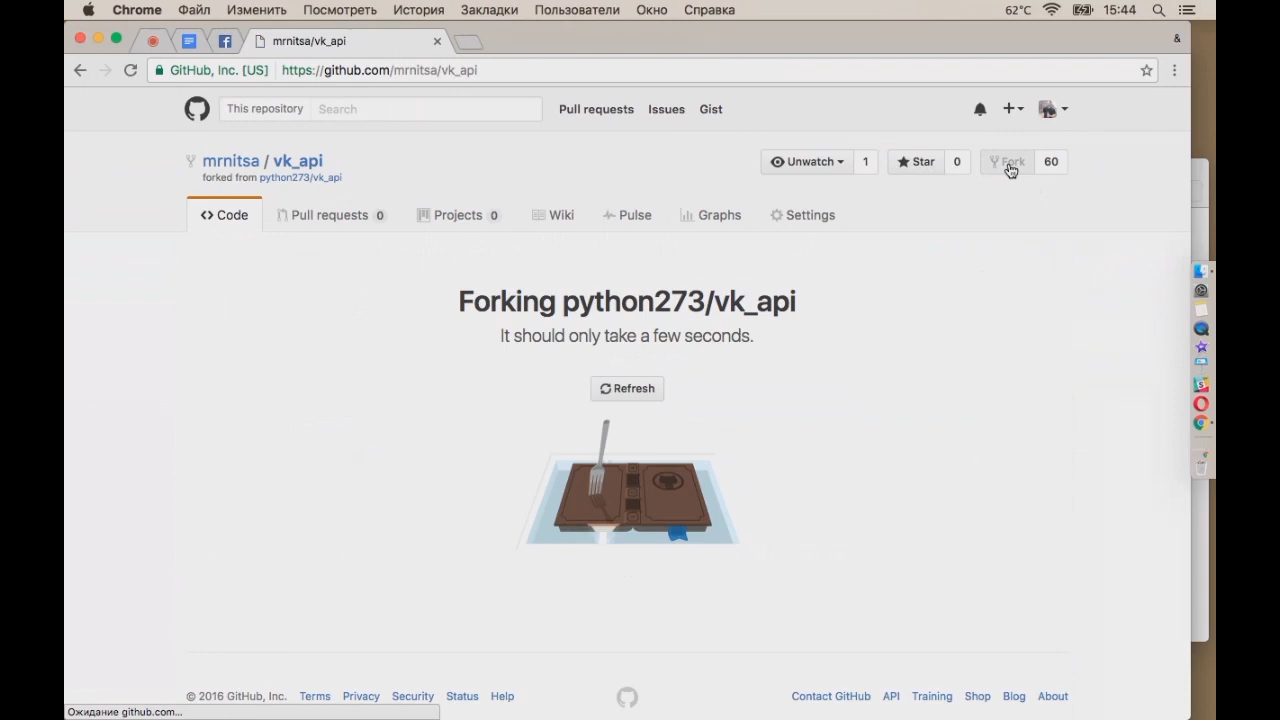 Chrome Файл Изменить Посмотреть История Закладки Пользователи Окно Справка 62°C 15:44
mrnitsa/vk_api
GitHub, Inc. [US] https://github.com/mrnitsa/vk_api
This repository Search Pull requests Issues Gist
mrnitsa / vk_api Unwatch 1 Star 0 Fork 60
forked from python273/vk_api
Code Pull requests 0 Projects 0 Wiki Pulse Graphs Settings
Forking python273/vk_api
It should only take a few seconds.
Refresh
© 2016 GitHub, Inc. Terms Privacy Security Status Help Contact GitHub API Training Shop Blog About
Ожидание github.com...